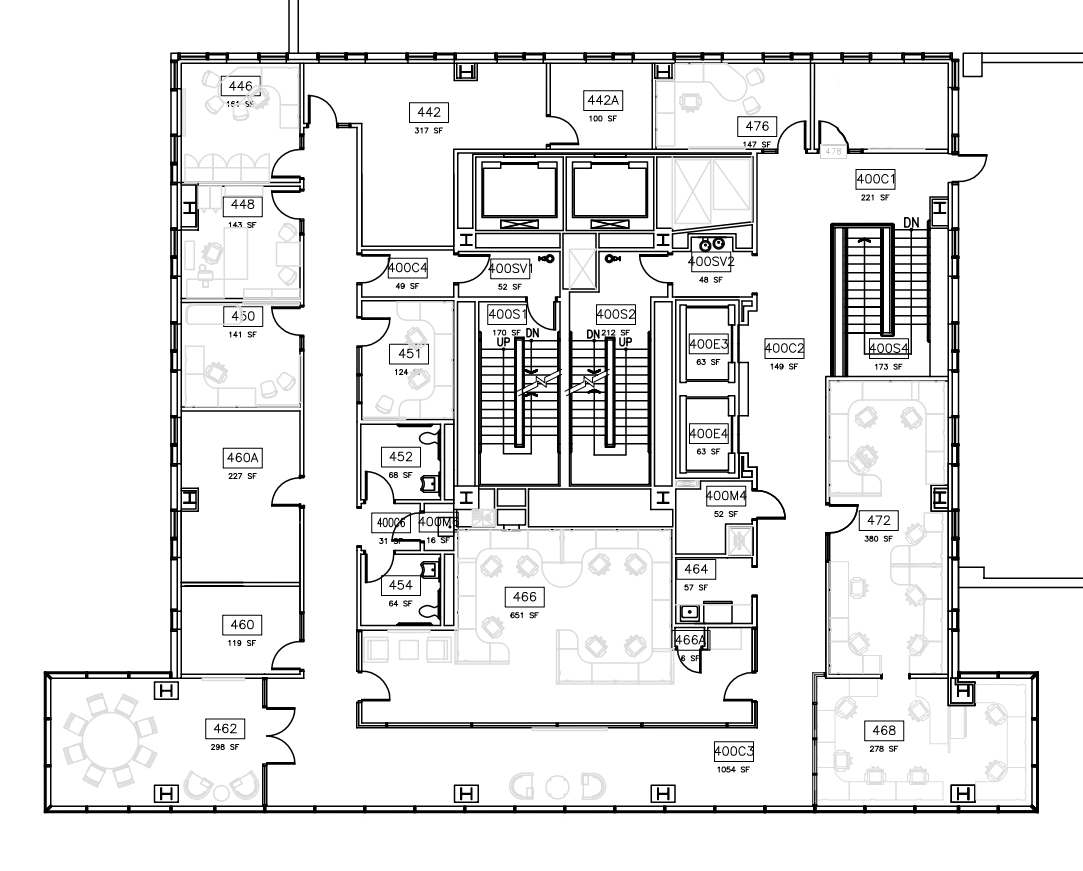 446
161 SF
442
317 SF
442A
100 SF
476
147 SF
478
400C1
221 SF
448
143 SF
DN
400C4
49 SF
400SV1
52 SF
400SV2
48 SF
450
141 SF
400S1
170 SF
UP
DN
400S2
212 SF
DN
UP
400E3
63 SF
400C2
149 SF
400S4
173 SF
451
124 SF
400E4
63 SF
460A
227 SF
452
68 SF
400M4
52 SF
400C6
31 SF
16 SF
472
380 SF
454
64 SF
466
651 SF
464
57 SF
460
119 SF
466A
6 SF
462
298 SF
468
278 SF
400C3
1054 SF